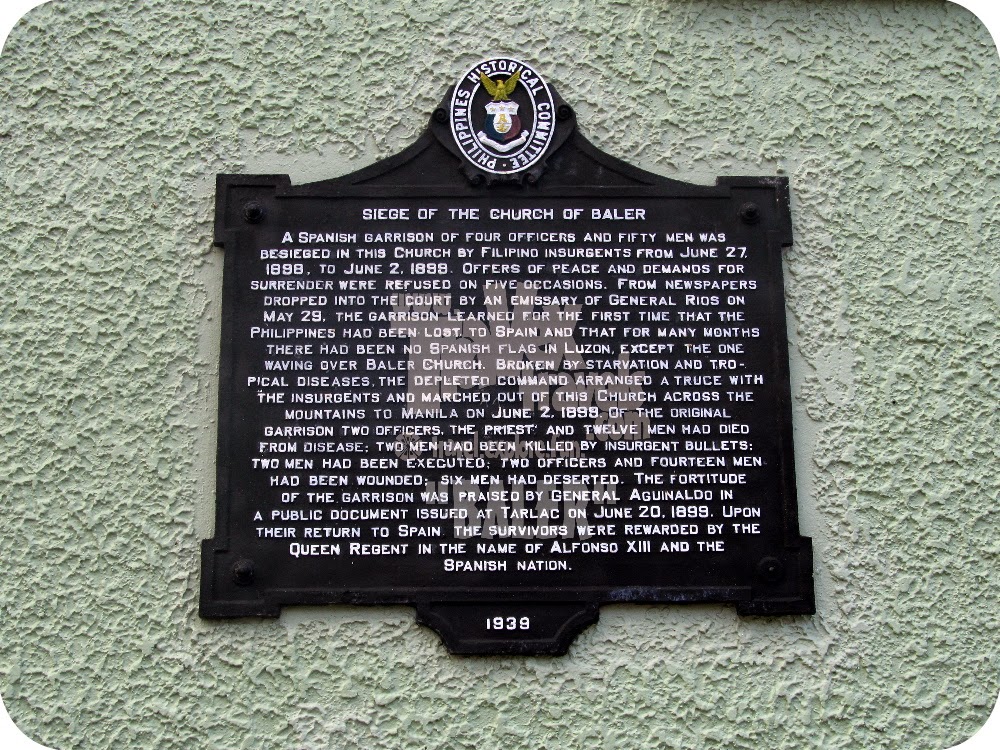 PHILIPPINES HISTORICAL COMMITTEE
SIEGE OF THE CHURCH OF BALER
A SPANISH GARRISON OF FOUR OFFICERS AND FIFTY MEN WAS
BESIEGED IN THIS CHURCH BY FILIPINO INSURGENTS FROM JUNE 27,
1898, TO JUNE 2, 1899. OFFERS OF PEACE AND DEMANDS FOR
SURRENDER WERE REFUSED ON FIVE OCCASIONS. FROM NEWSPAPERS
DROPPED INTO THE COURT BY AN EMISSARY OF GENERAL RIOS ON
MAY 29, THE GARRISON LEARNED FOR THE FIRST TIME THAT THE
PHILIPPINES HAD BEEN LOST TO SPAIN AND THAT FOR MANY MONTHS
THERE HAD BEEN NO SPANISH FLAG IN LUZON, EXCEPT THE ONE
WAVING OVER BALER CHURCH. BROKEN BY STARVATION AND TRO-
PICAL DISEASES, THE DEPLETED COMMAND ARRANGED A TRUCE WITH
THE INSURGENTS AND MARCHED OUT OF THIS CHURCH ACROSS THE
MOUNTAINS TO MANILA ON JUNE 2, 1899. OF THE ORIGINAL
GARRISON TWO OFFICERS, THE PRIEST AND TWELVE MEN HAD DIED
FROM DISEASE; TWO MEN HAD BEEN KILLED BY INSURGENT BULLETS;
TWO MEN HAD BEEN EXECUTED; TWO OFFICERS AND FOURTEEN MEN
HAD BEEN WOUNDED; SIX MEN HAD DESERTED. THE FORTITUDE
OF THE GARRISON WAS PRAISED BY GENERAL AGUINALDO IN
A PUBLIC DOCUMENT ISSUED AT TARLAC ON JUNE 20, 1899. UPON
THEIR RETURN TO SPAIN THE SURVIVORS WERE REWARDED BY THE
QUEEN REGENT IN THE NAME OF ALFONSO XIII AND THE
SPANISH NATION.
1939
"BALER"